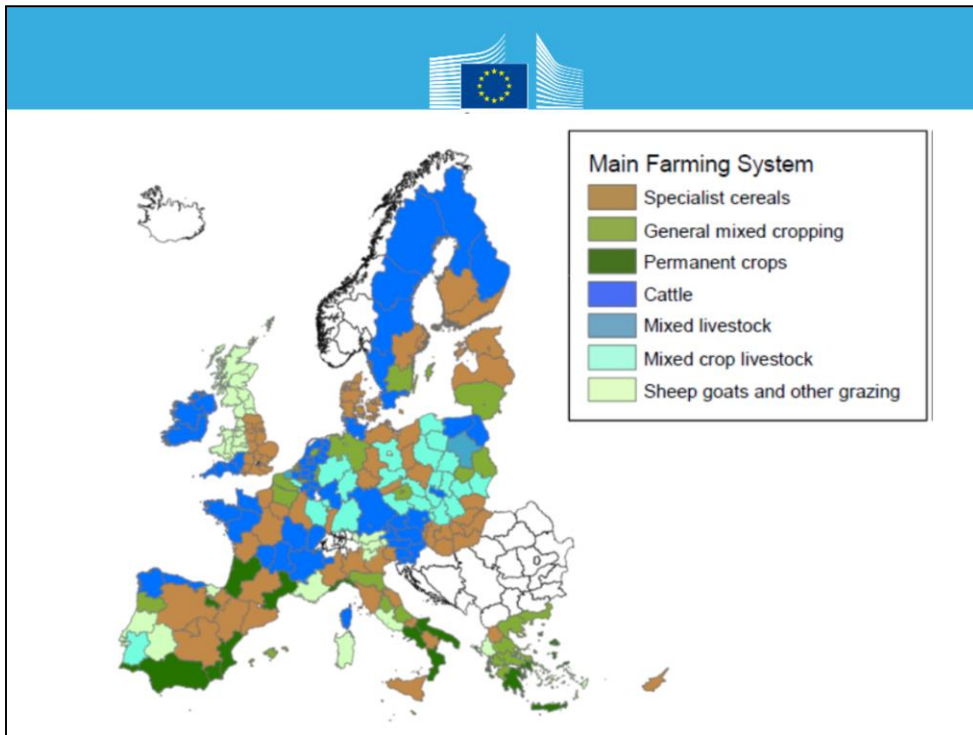 Main Farming System
Specialist cereals
General mixed cropping
Permanent crops
Cattle
Mixed livestock
Mixed crop livestock
Sheep goats and other grazing